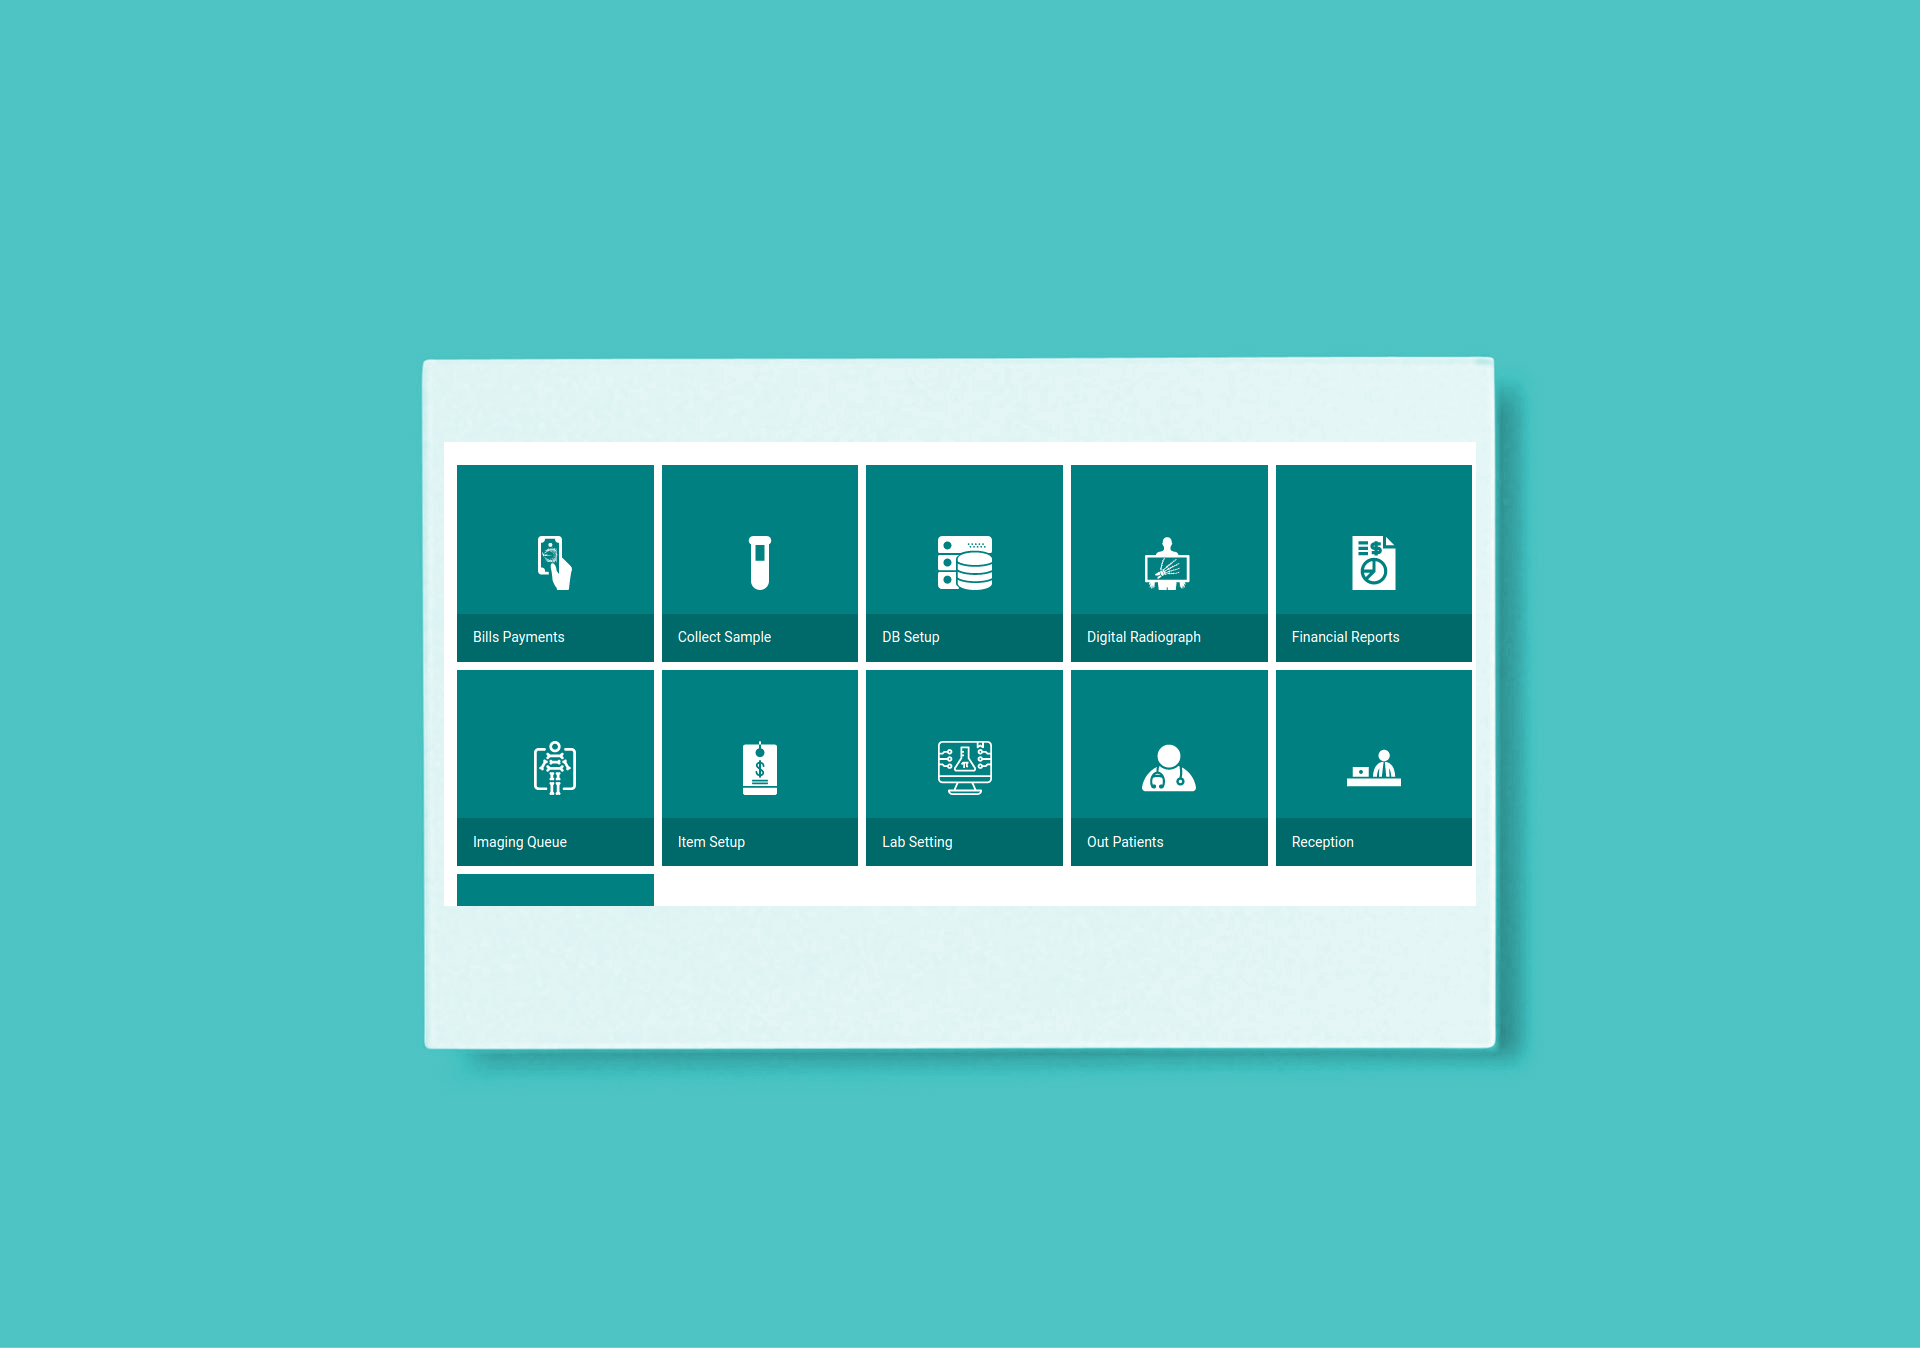 Bills Payments
Collect Sample
DB Setup
Digital Radiograph
Financial Reports
Imaging Queue
Item Setup
Lab Setting
Out Patients
Reception